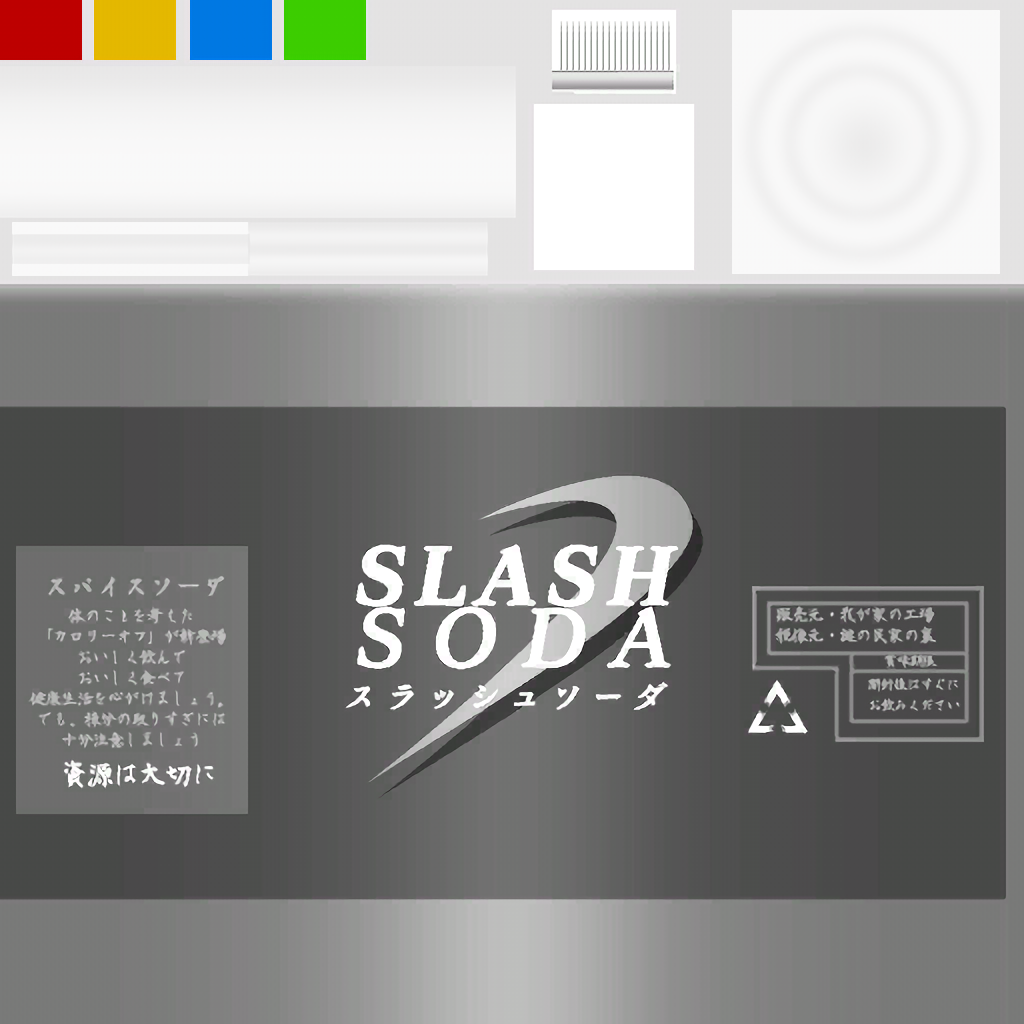 SLASH
SODA
スラッシュソーダ
スパイスソーダ
体のことを考えた
「カロリーオフ」が新登場
おいしく飲んで
おいしく食べて
健康生活を心がけましょう。
でも、糖分の取りすぎには
十分注意しましょう
資源は大切に
販売元・我が家の工場
製像元・謎の民家の裏
賞味期限
開封後はすぐに
お飲みください